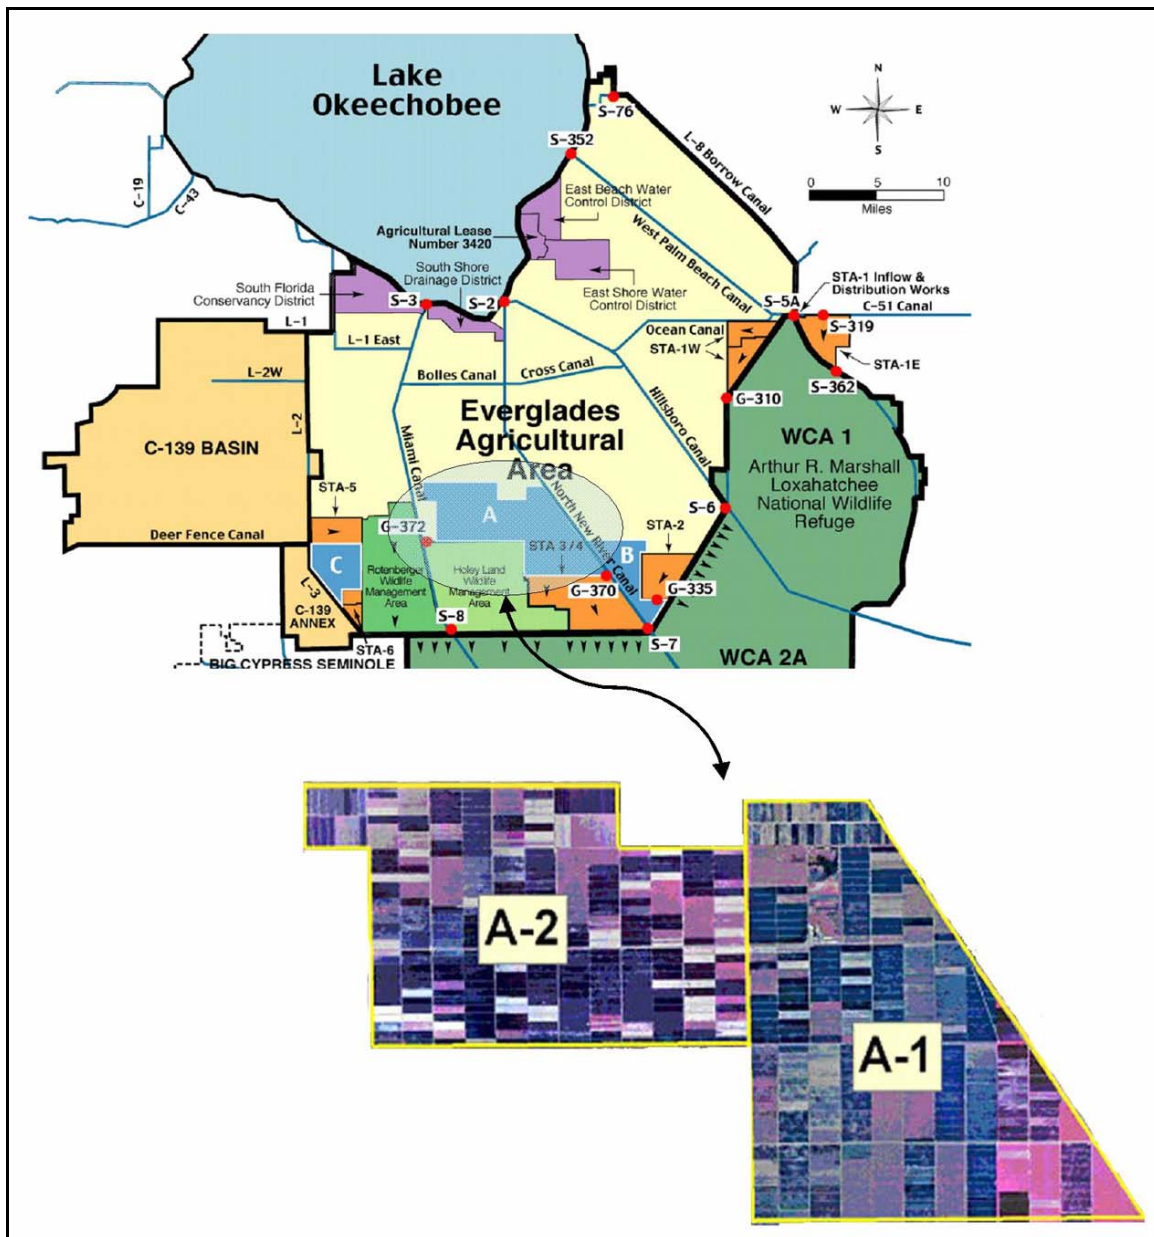 Lake
Okeechobee
N
W
E
S
0
5
10
Miles
S-76
S-352
L-8 Borrow Canal
C-19
C-43
East Beach Water
Control District
Agricultural Lease
Number 3420
West Palm Beach Canal
South Shore
Drainage District
South Florida
Conservancy District
S-3
S-2
East Shore Water
Control District
STA-1 Inflow &
Distribution Works
S-5A
C-51 Canal
S-319
L-1
L-1 East
Ocean Canal
STA-1W
STA-1E
S-362
L-2W
Bolles Canal
Cross Canal
G-310
L-2
Everglades
Agricultural
Area
Hillsboro Canal
WCA 1
Arthur R. Marshall
Loxahatchee
National Wildlife
Refuge
C-139 BASIN
Miami Canal
STA-5
S-6
North New River Canal
A
G-372
STA-2
Deer Fence Canal
STA 3/4
B
C
Rotenberger
Wildlife
Management
Area
Holey Land
Wildlife
Management
Area
G-370
G-335
L-3
C-139
ANNEX
S-8
S-7
STA-6
BIG CYPRESS SEMINOLE
WCA 2A
A-2
A-1